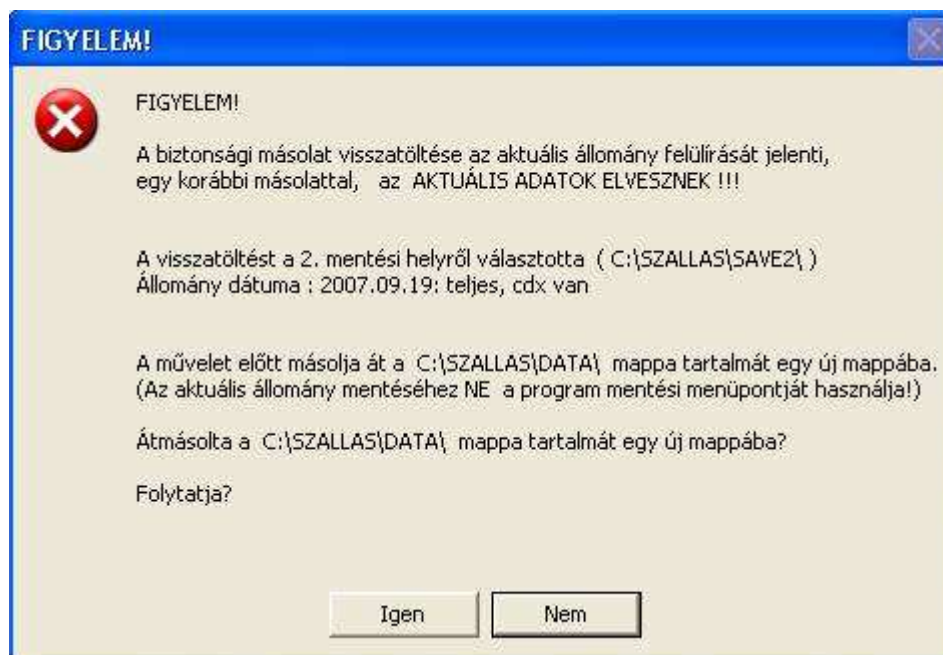 FIGYELEM!
FIGYELEM!
A biztonsági másolat visszatöltése az aktuális állomány felülírását jelenti,
egy korábbi másolattal, az AKTUÁLIS ADATOK ELVESZNEK !!!
A visszatöltést a 2. mentési helyről választotta ( C:\SZALLAS\SAVE2\ )
Állomány dátuma : 2007.09.19: teljes, cdx van
A művelet előtt másolja át a C:\SZALLAS\DATA\ mappa tartalmát egy új mappába.
(Az aktuális állomány mentéséhez NE a program mentési menüpontját használja!)
Átmásolta a C:\SZALLAS\DATA\ mappa tartalmát egy új mappába?
Folytatja?
Igen Nem